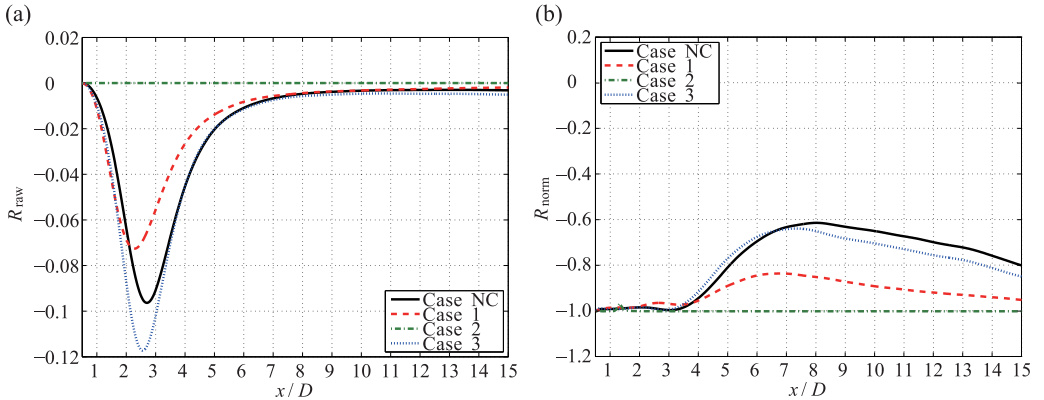 (a)
0.02
0
−0.02
−0.04
−0.06
−0.08
−0.10
−0.12
R_raw
1 2 3 4 5 6 7 8 9 10 11 12 13 14 15
x/D
Case NC
Case 1
Case 2
Case 3
(b)
0.2
0
−0.2
−0.4
−0.6
−0.8
−1.0
−1.2
R_norm
1 2 3 4 5 6 7 8 9 10 11 12 13 14 15
x/D
Case NC
Case 1
Case 2
Case 3